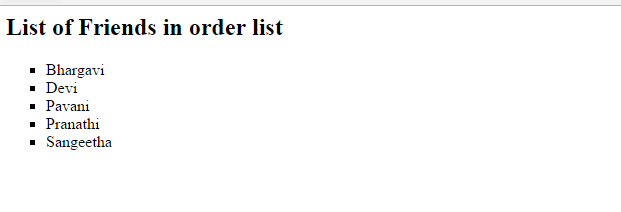 List of Friends in order list
Bhargavi
Devi
Pavani
Pranathi
Sangeetha